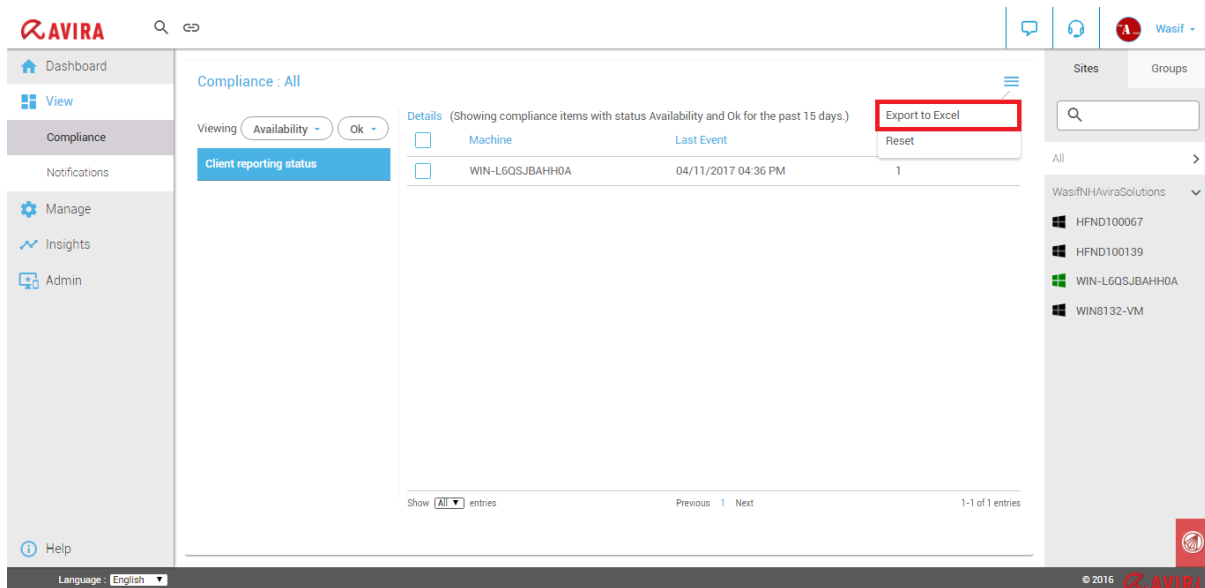 AVIRA
Wasif
Dashboard
View
Compliance
Notifications
Manage
Insights
Admin
Help
Compliance : All
Viewing Availability Ok
Client reporting status
Details (Showing compliance items with status Availability and Ok for the past 15 days.)
Machine Last Event
WIN-L6QSJBAHH0A 04/11/2017 04:36 PM 1
Export to Excel
Reset
Show All entries Previous 1 Next 1-1 of 1 entries
Sites Groups
All
WasifNHAviraSolutions
HFND100067
HFND100139
WIN-L6QSJBAHH0A
WIN8132-VM
Language : English
© 2016 AVIRA